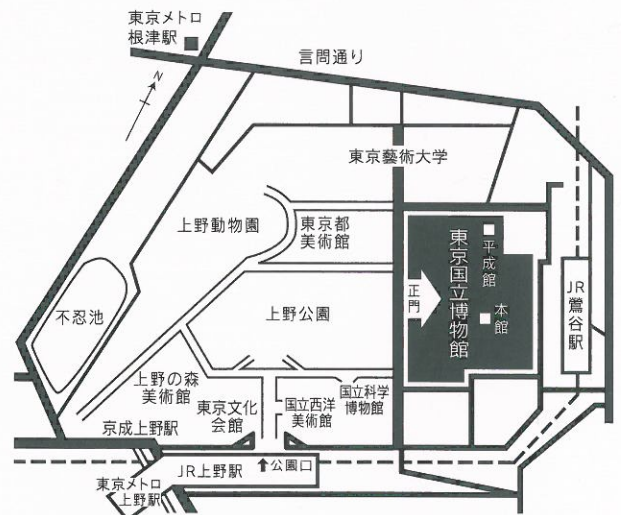 東京メトロ
根津駅
言問通り
N
東京藝術大学
上野動物園
東京都
美術館
平成館
東京国立博物館
正門
本館
JR鶯谷駅
不忍池
上野公園
上野の森
美術館
東京文化
会館
国立西洋
美術館
国立科学
博物館
京成上野駅
JR上野駅
公園口
東京メトロ
上野駅